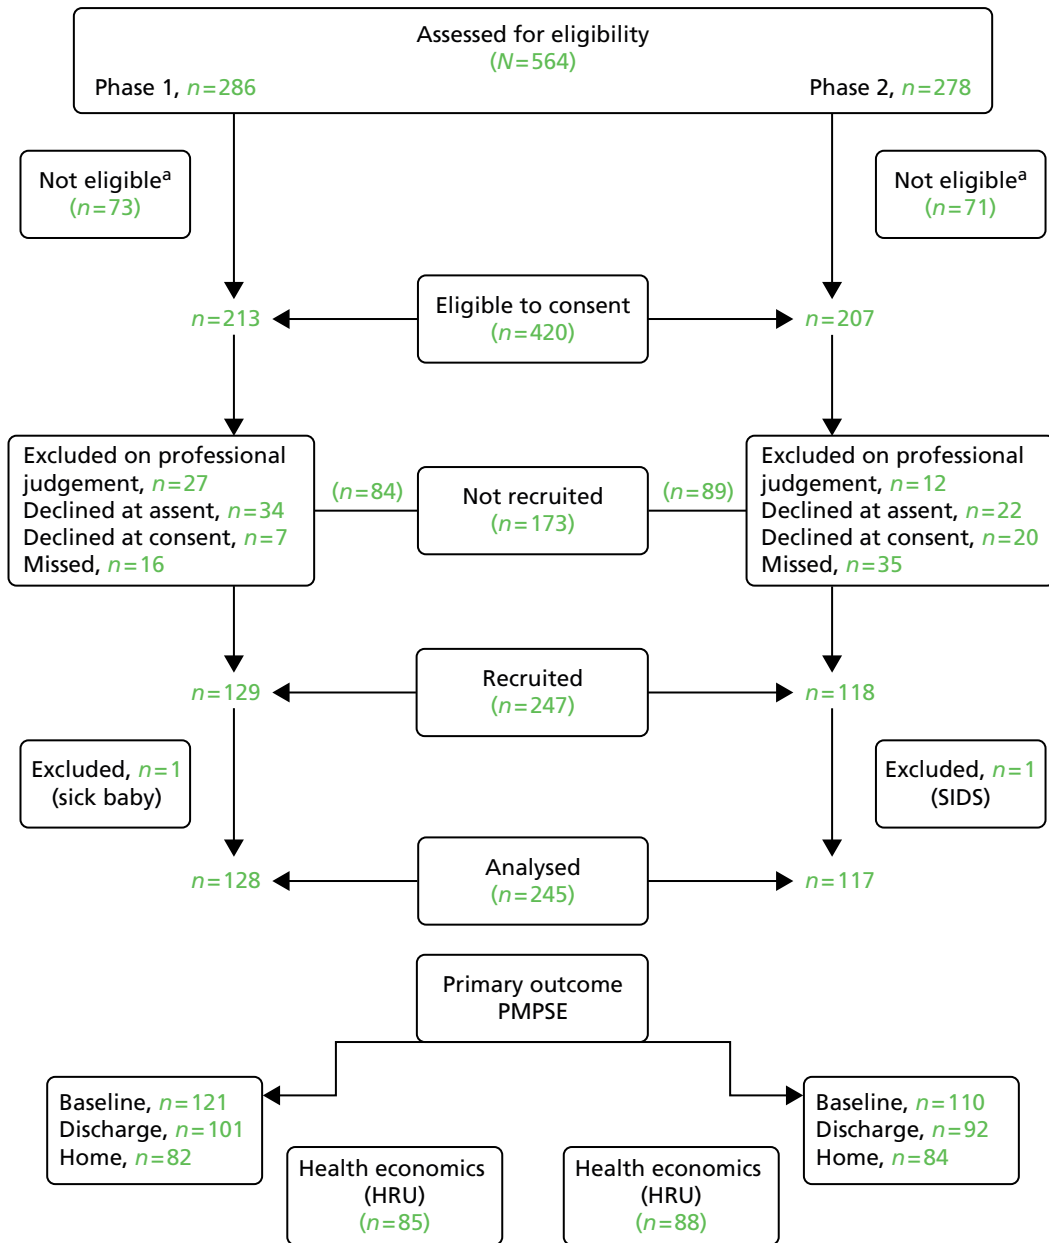 Assessed for eligibility
(N=564)
Phase 1, n=286
Phase 2, n=278
Not eligibleᵃ
(n=73)
Not eligibleᵃ
(n=71)
n=213
Eligible to consent
(n=420)
n=207
Excluded on professional
judgement, n=27
Declined at assent, n=34
Declined at consent, n=7
Missed, n=16
(n=84)
Not recruited
(n=173)
(n=89)
Excluded on professional
judgement, n=12
Declined at assent, n=22
Declined at consent, n=20
Missed, n=35
n=129
Recruited
(n=247)
n=118
Excluded, n=1
(sick baby)
Excluded, n=1
(SIDS)
n=128
Analysed
(n=245)
n=117
Primary outcome
PMPSE
Baseline, n=121
Discharge, n=101
Home, n=82
Baseline, n=110
Discharge, n=92
Home, n=84
Health economics
(HRU)
(n=85)
Health economics
(HRU)
(n=88)